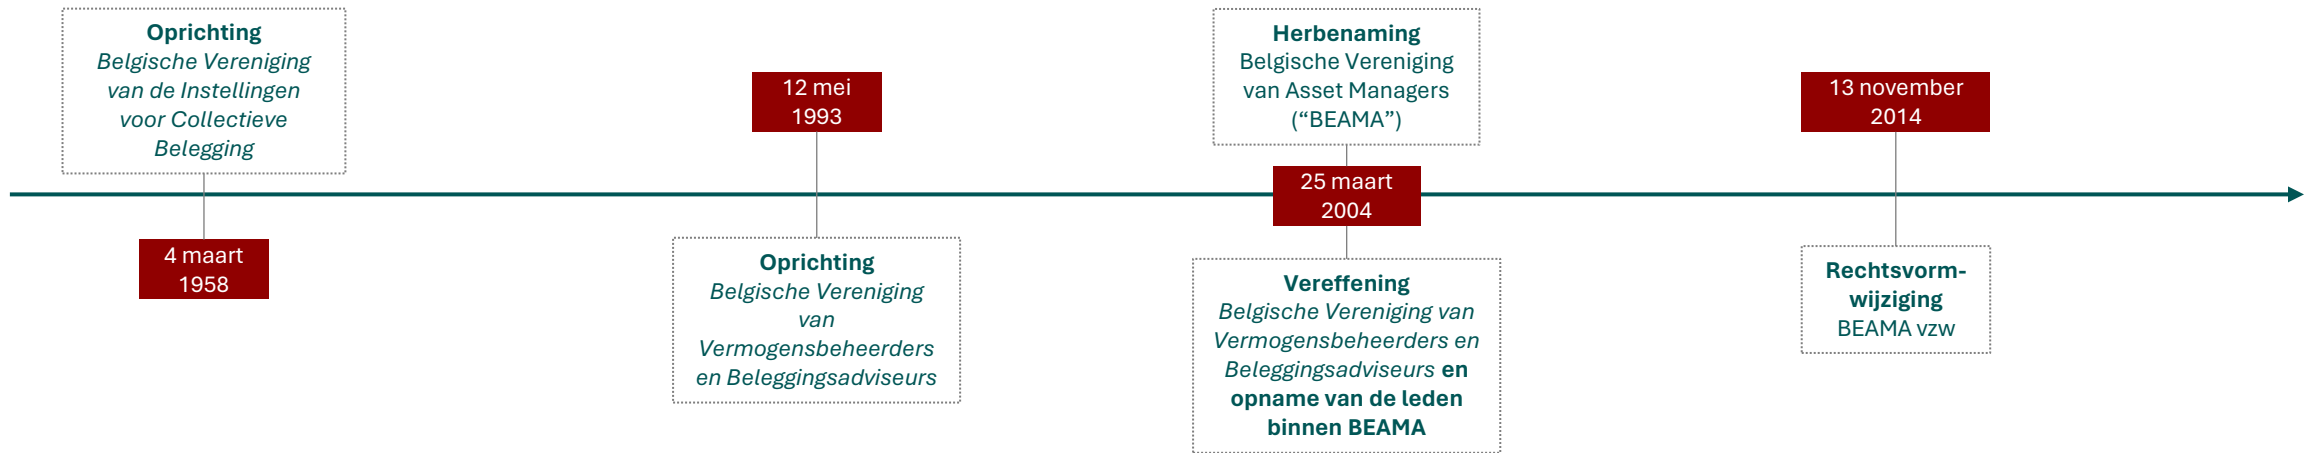 Oprichting
Belgische Vereniging
van de Instellingen
voor Collectieve
Belegging
4 maart
1958
12 mei
1993
Oprichting
Belgische Vereniging
van
Vermogensbeheerders
en Beleggingsadviseurs
Herbenaming
Belgische Vereniging
van Asset Managers
(“BEAMA”)
25 maart
2004
Vereffening
Belgische Vereniging van
Vermogensbeheerders en
Beleggingsadviseurs en
opname van de leden
binnen BEAMA
13 november
2014
Rechtsvorm-
wijziging
BEAMA vzw